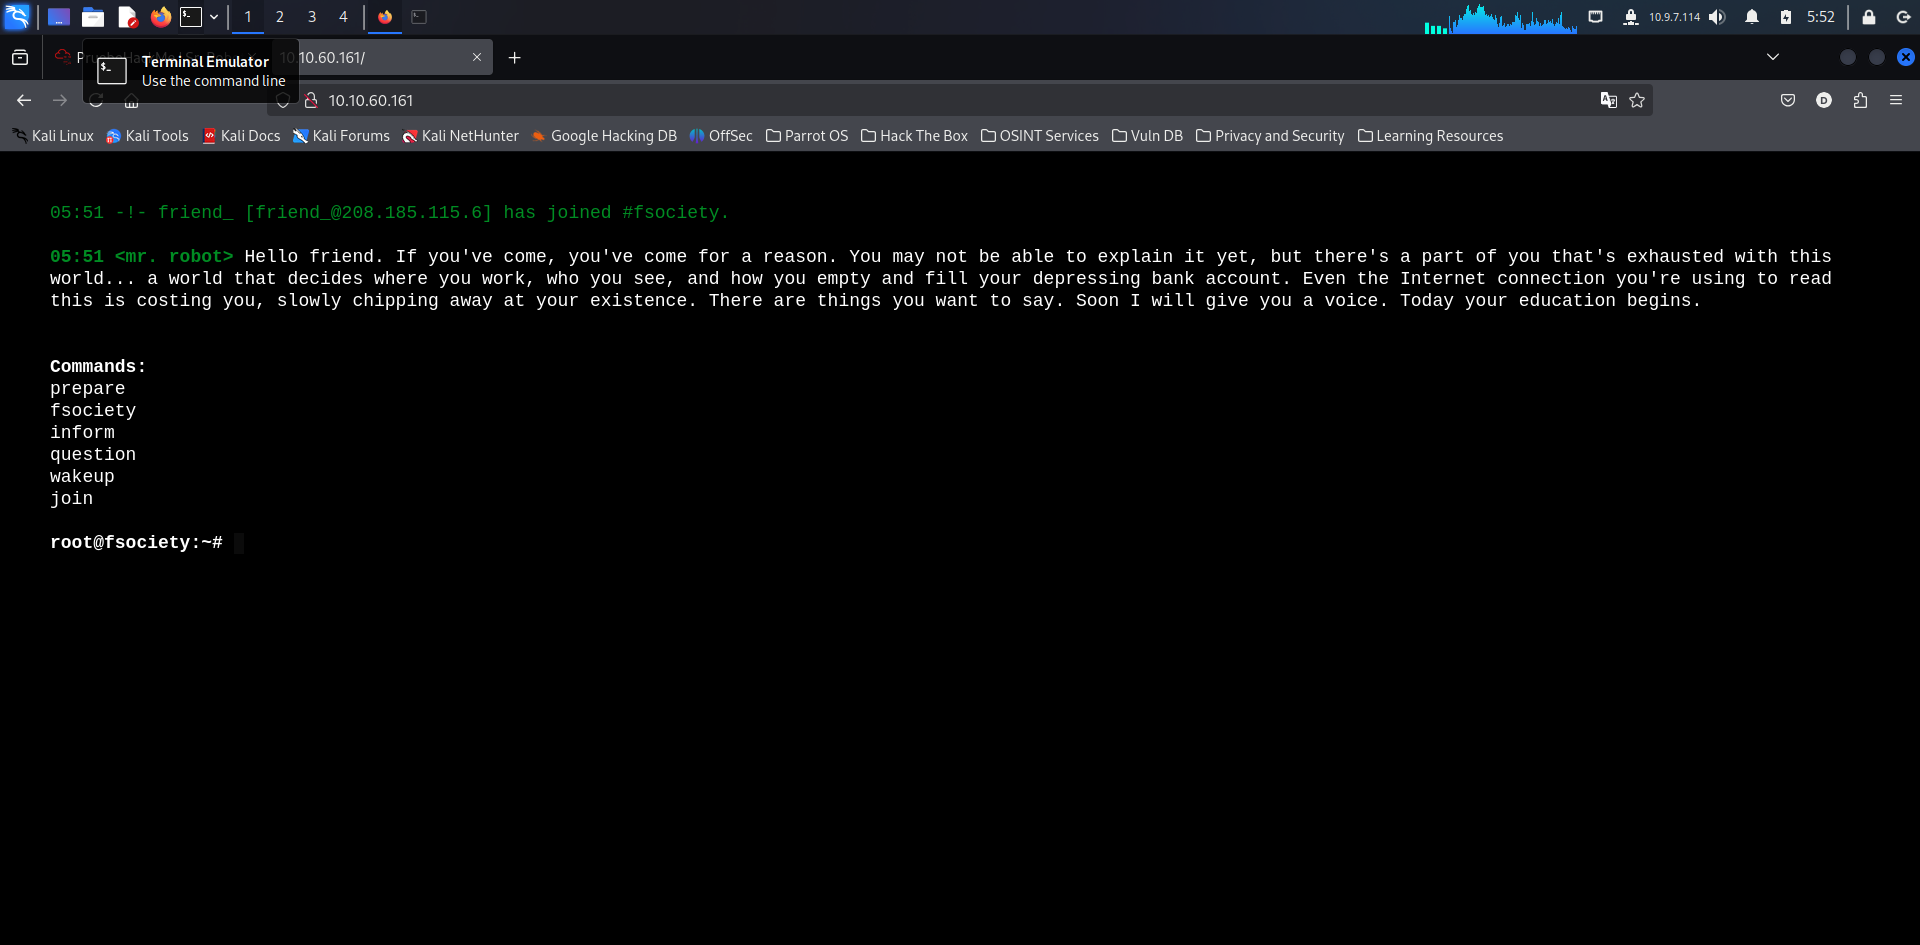 1 2 3 4 10.9.7.114 5:52
10.10.60.161/
Terminal Emulator
Use the command line
10.10.60.161
Kali Linux Kali Tools Kali Docs Kali Forums Kali NetHunter Google Hacking DB OffSec Parrot OS Hack The Box OSINT Services Vuln DB Privacy and Security Learning Resources
05:51 -!- friend_ [friend_@208.185.115.6] has joined #fsociety.
05:51 <mr. robot> Hello friend. If you've come, you've come for a reason. You may not be able to explain it yet, but there's a part of you that's exhausted with this
world... a world that decides where you work, who you see, and how you empty and fill your depressing bank account. Even the Internet connection you're using to read
this is costing you, slowly chipping away at your existence. There are things you want to say. Soon I will give you a voice. Today your education begins.
Commands:
prepare
fsociety
inform
question
wakeup
join
root@fsociety:~#